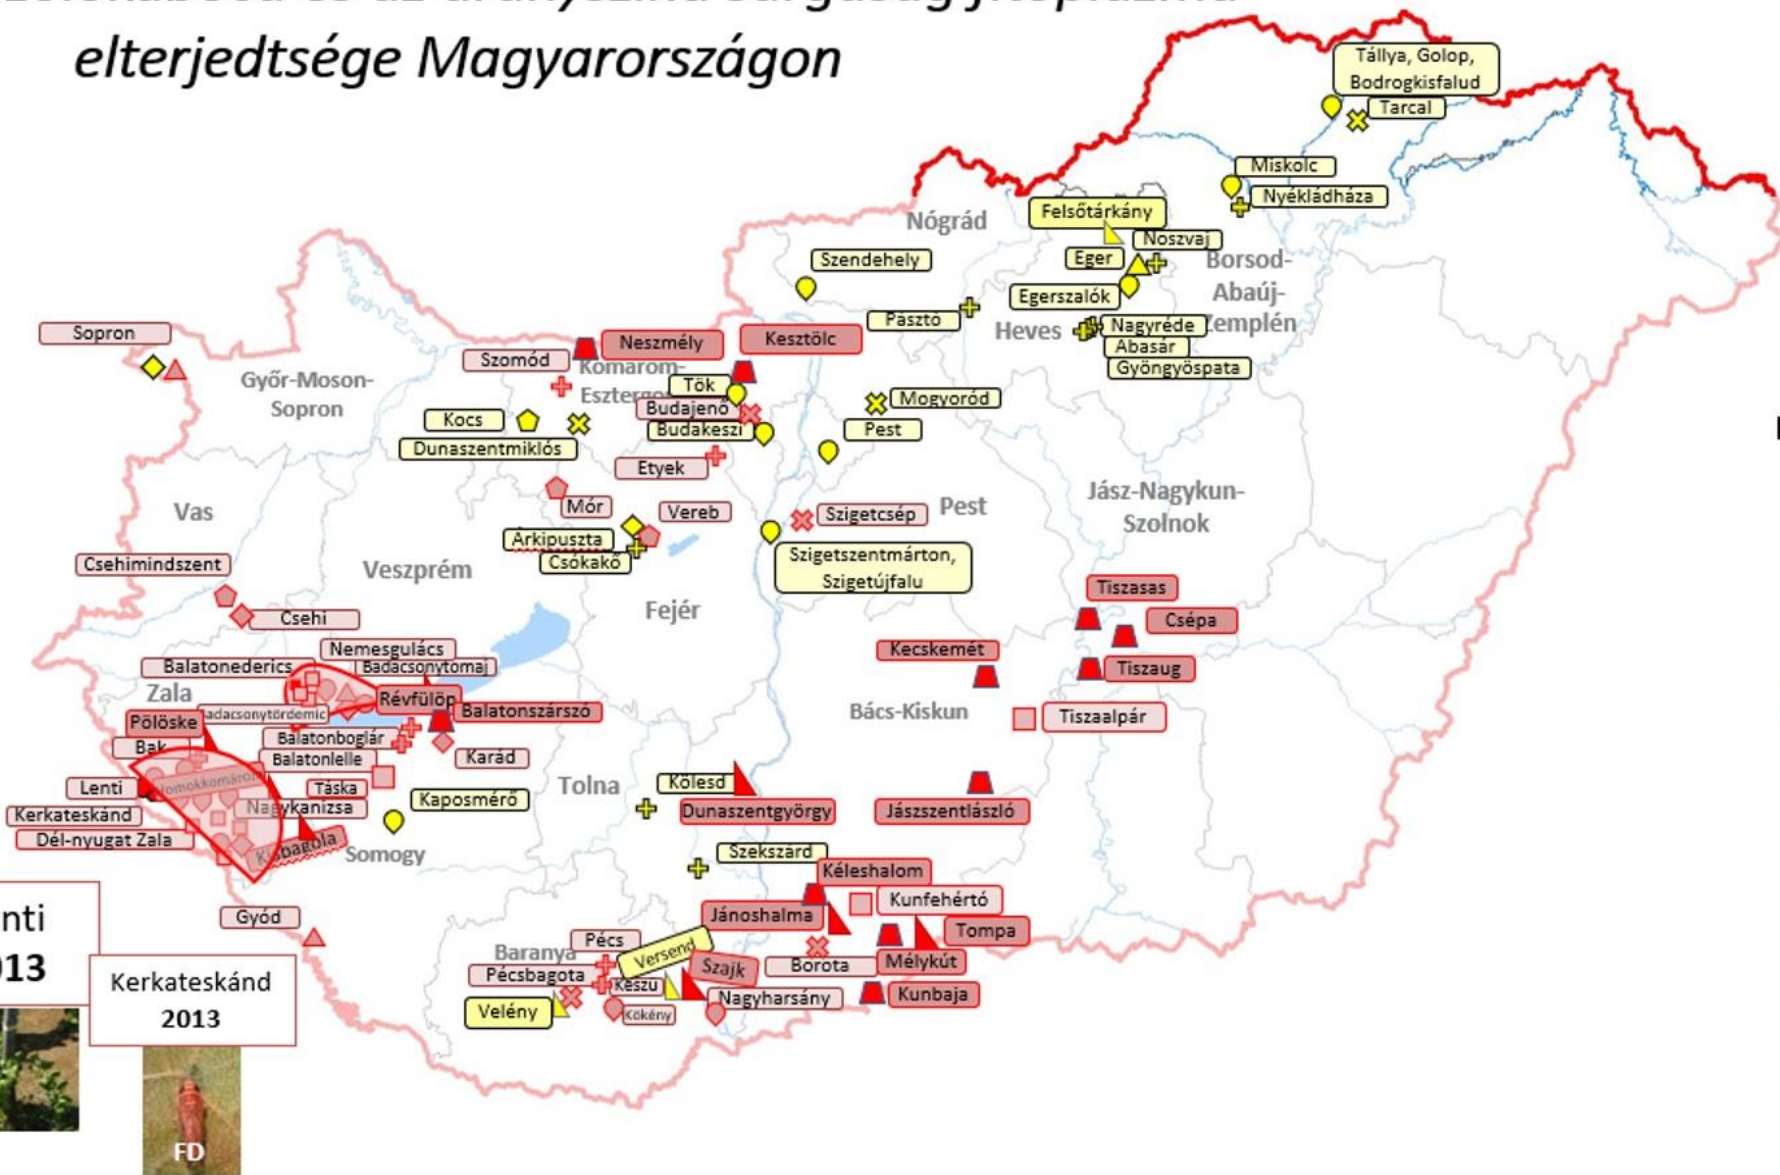 elterjedtsége Magyarországon
Tállya, Golop,
Bodrogkisfalud
Tarcal
Miskolc
Nyékládháza
Felsőtárkány
Noszvaj
Nógrád
Eger
Borsod-
Abaúj-
Zemplén
Szendehely
Egerszalók
Pásztó
Heves
Nagyréde
Abasár
Gyöngyöspata
Sopron
Neszmély
Kesztölc
Szomód
Győr-Moson-
Sopron
Komárom-
Tök
Budajenő
Budakeszi
Mogyoród
Pest
Kocs
Dunaszentmiklós
Etyek
Vas
Mór
Vereb
Szigetcsép
Pest
Jász-Nagykun-
Szolnok
Árkipuszta
Csókakő
Szigetszentmárton,
Szigetújfalu
Csehimindszent
Veszprém
Fejér
Tiszasas
Csépa
Csehi
Kecskemét
Tiszaug
Nemesgulács
Balatonederics
Badacsonytomaj
Zala
Révfülöp
Balatonszárszó
Bács-Kiskun
Tiszaalpár
Pölöske
Bak
Balatonboglár
Balatonlelle
Karád
Homokkomárom
Lenti
Táska
Tolna
Kölesd
Nagykanizsa
Kaposmérő
Kerkateskánd
Dunaszentgyörgy
Jászszentlászló
Dél-nyugat Zala
Kisbagola
Somogy
Szekszárd
Kéleshalom
Kunfehértó
Gyód
Jánoshalma
Tompa
Baranya
Pécs
Versend
Szajk
Borota
Mélykút
Pécsbagota
Keszü
Nagyharsány
Kunbaja
Velény
Kökény
Kerkateskánd
2013
FD